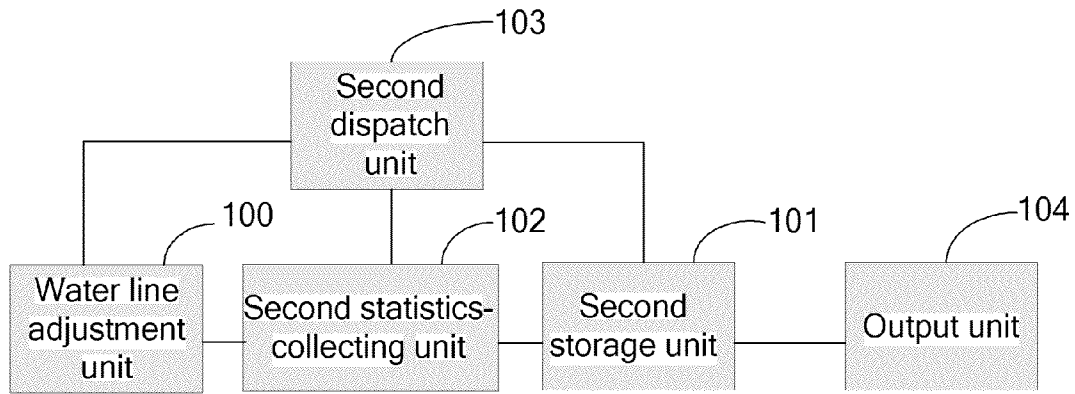 103
Second
dispatch
unit
100
102
101
104
Water line
adjustment
unit
Second statistics-
collecting unit
Second
storage unit
Output unit